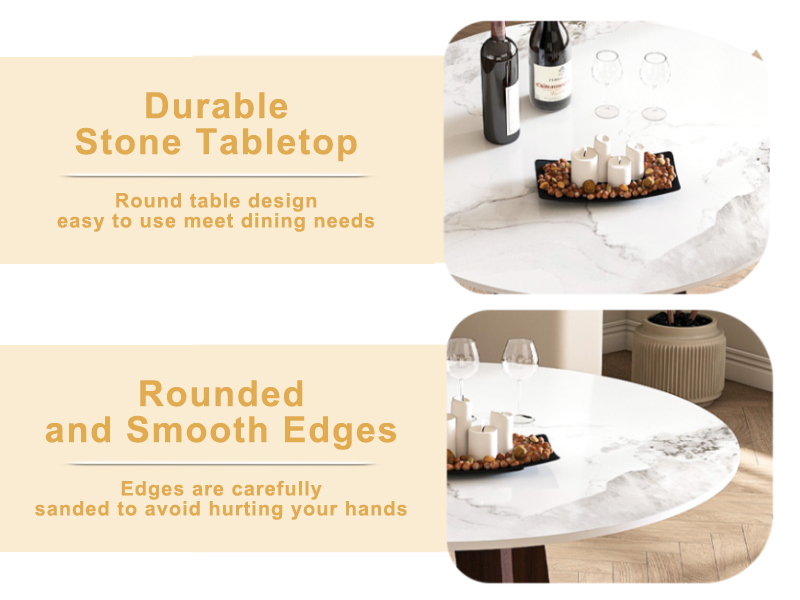 Durable
Stone Tabletop
Round table design
easy to use meet dining needs
Rounded
and Smooth Edges
Edges are carefully
sanded to avoid hurting your hands